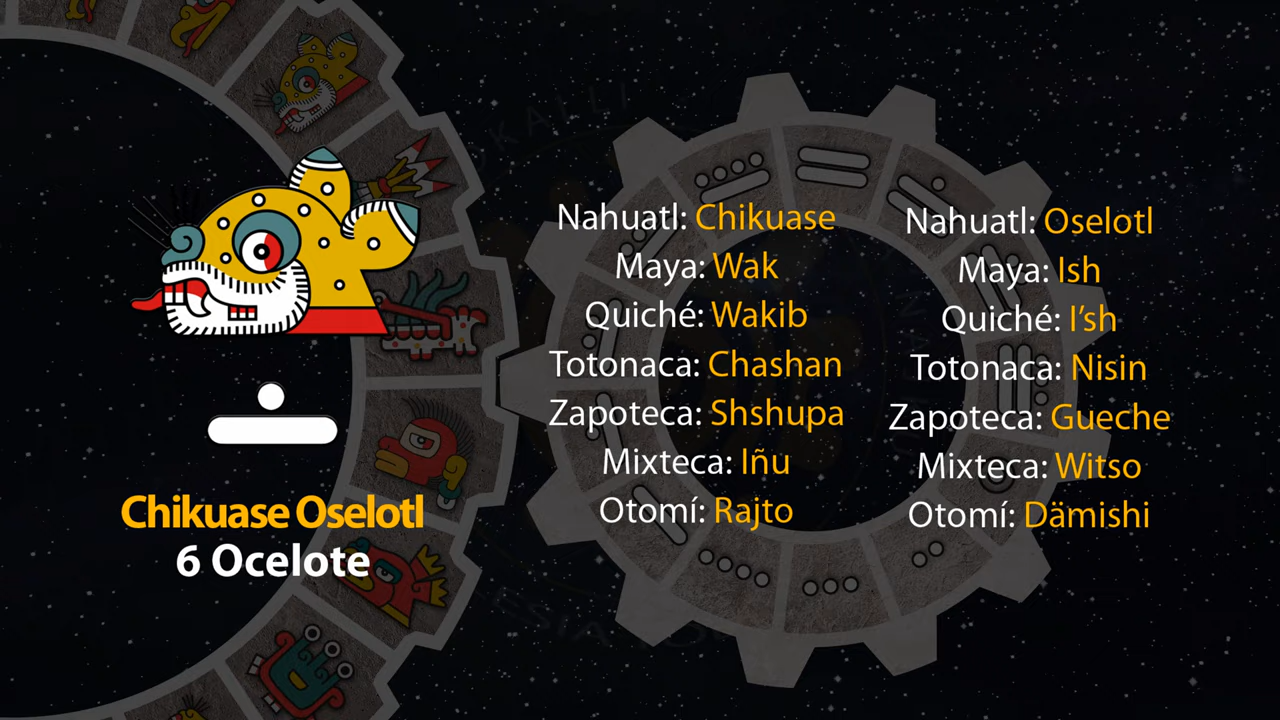 Nahuatl: Chikuase
Maya: Wak
Quiché: Wakib
Totonaca: Chashan
Zapoteca: Shshupa
Mixteca: Iñu
Otomí: Rajto
Nahuatl: Oselotl
Maya: Ish
Quiché: I’sh
Totonaca: Nisin
Zapoteca: Gueche
Mixteca: Witso
Otomí: Dämishi
Chikuase Oselotl
6 Ocelote